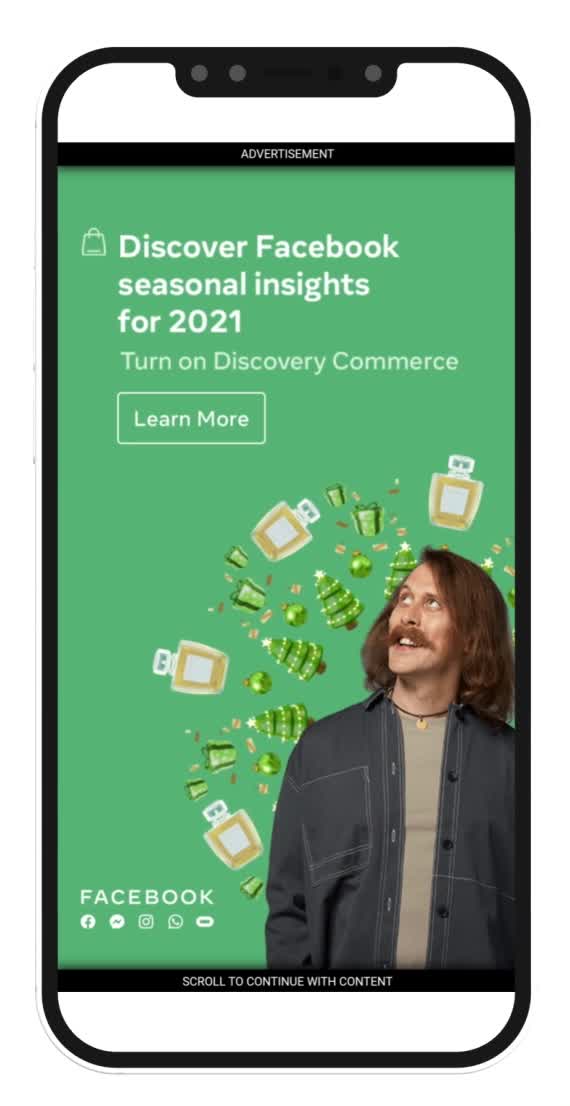 ADVERTISEMENT
Discover Facebook
seasonal insights
for 2021
Turn on Discovery Commerce
Learn More
FACEBOOK
SCROLL TO CONTINUE WITH CONTENT